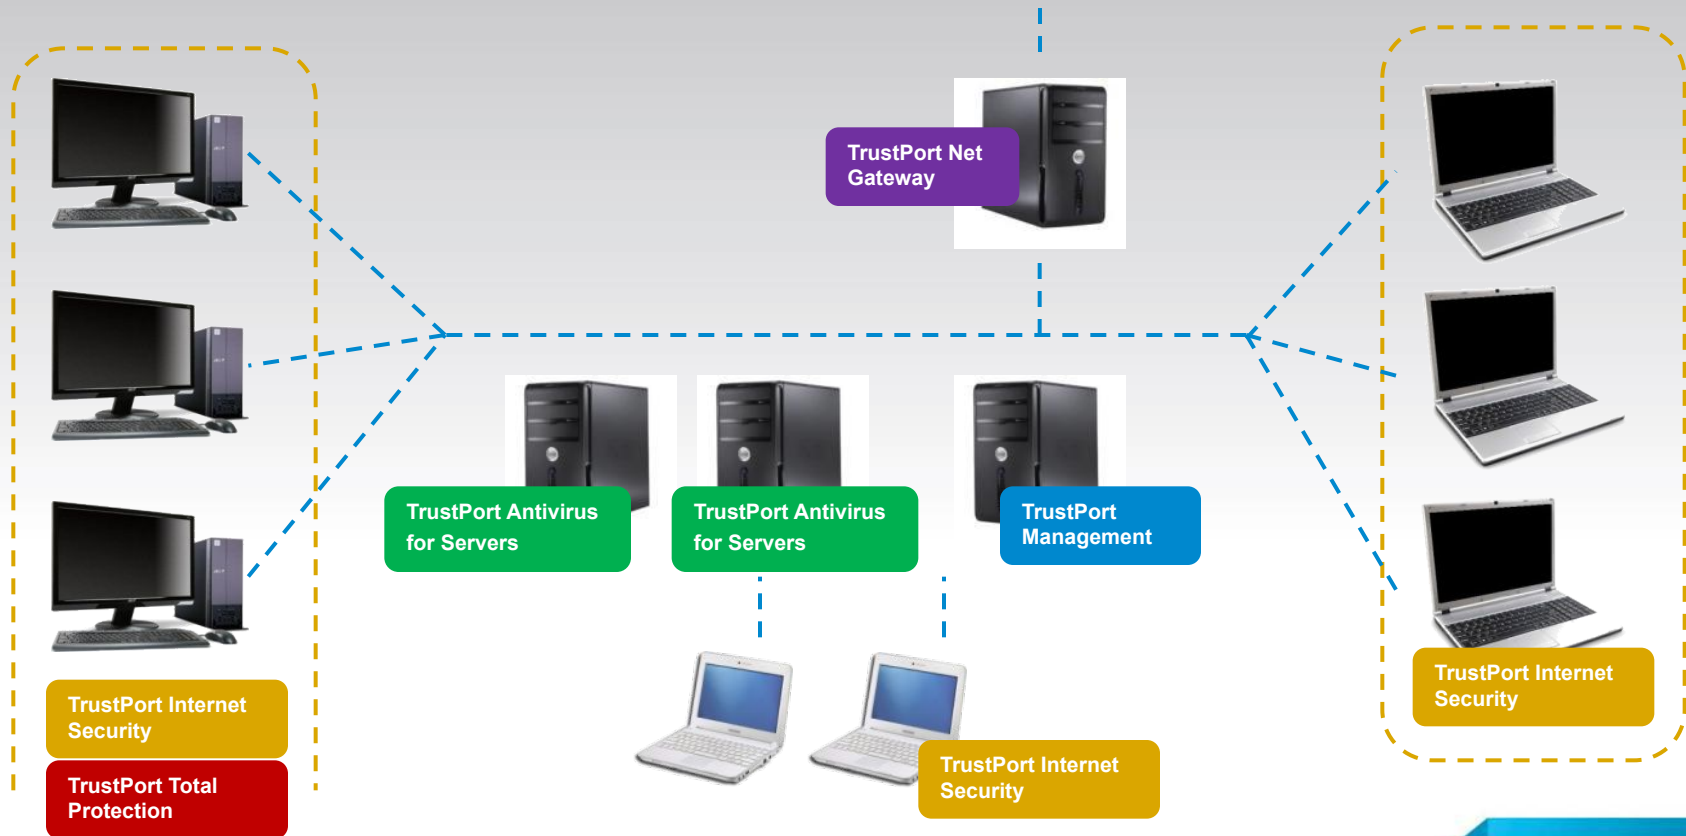 TrustPort Net
Gateway
TrustPort Antivirus
for Servers
TrustPort Antivirus
for Servers
TrustPort
Management
TrustPort Internet
Security
TrustPort Total
Protection
TrustPort Internet
Security
TrustPort Internet
Security